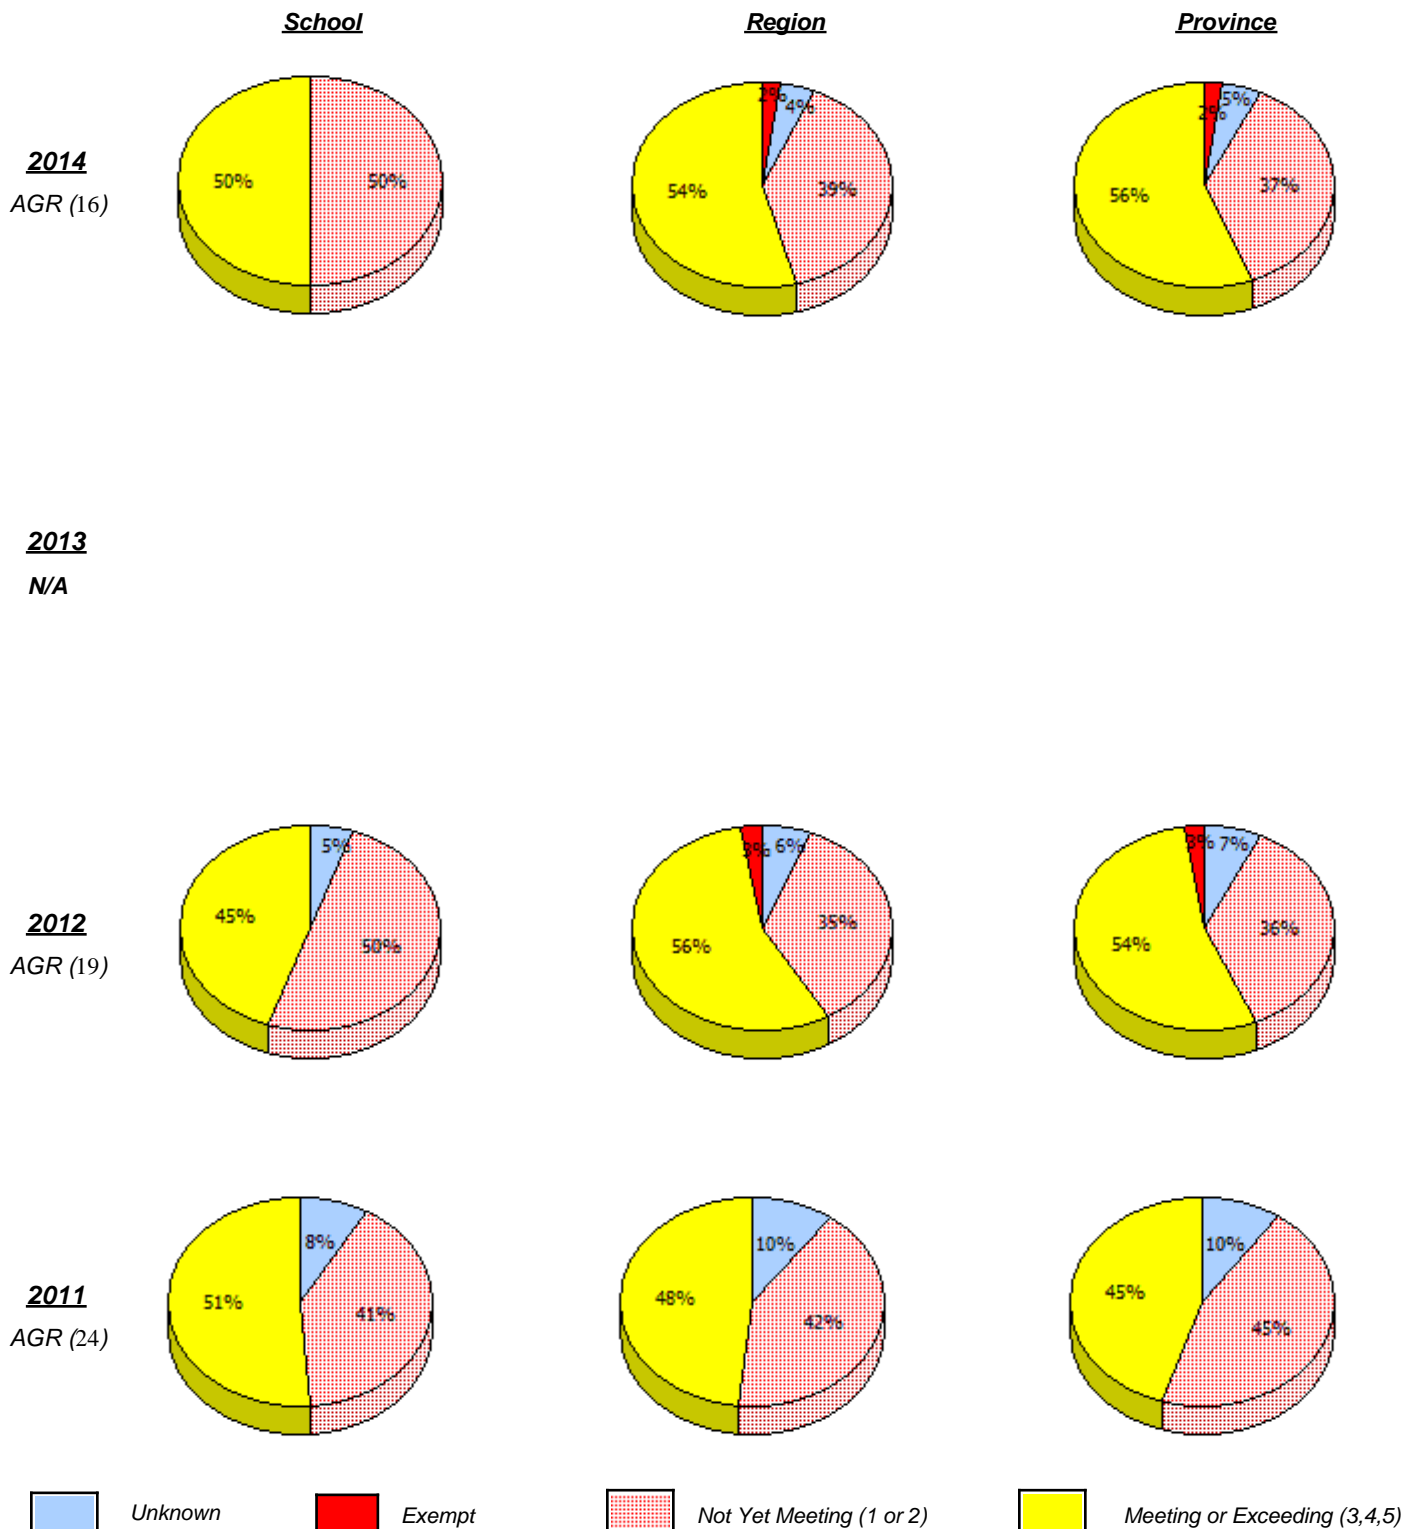 School Region Province
2014
AGR (16)
50% 50%
2% 4% 39% 54%
2% 5% 37% 56%
2013
N/A
2012
AGR (19)
5% 50% 45%
3% 6% 35% 56%
3% 7% 36% 54%
2011
AGR (24)
8% 41% 51%
10% 42% 48%
10% 45% 45%
Unknown Exempt Not Yet Meeting (1 or 2) Meeting or Exceeding (3,4,5)